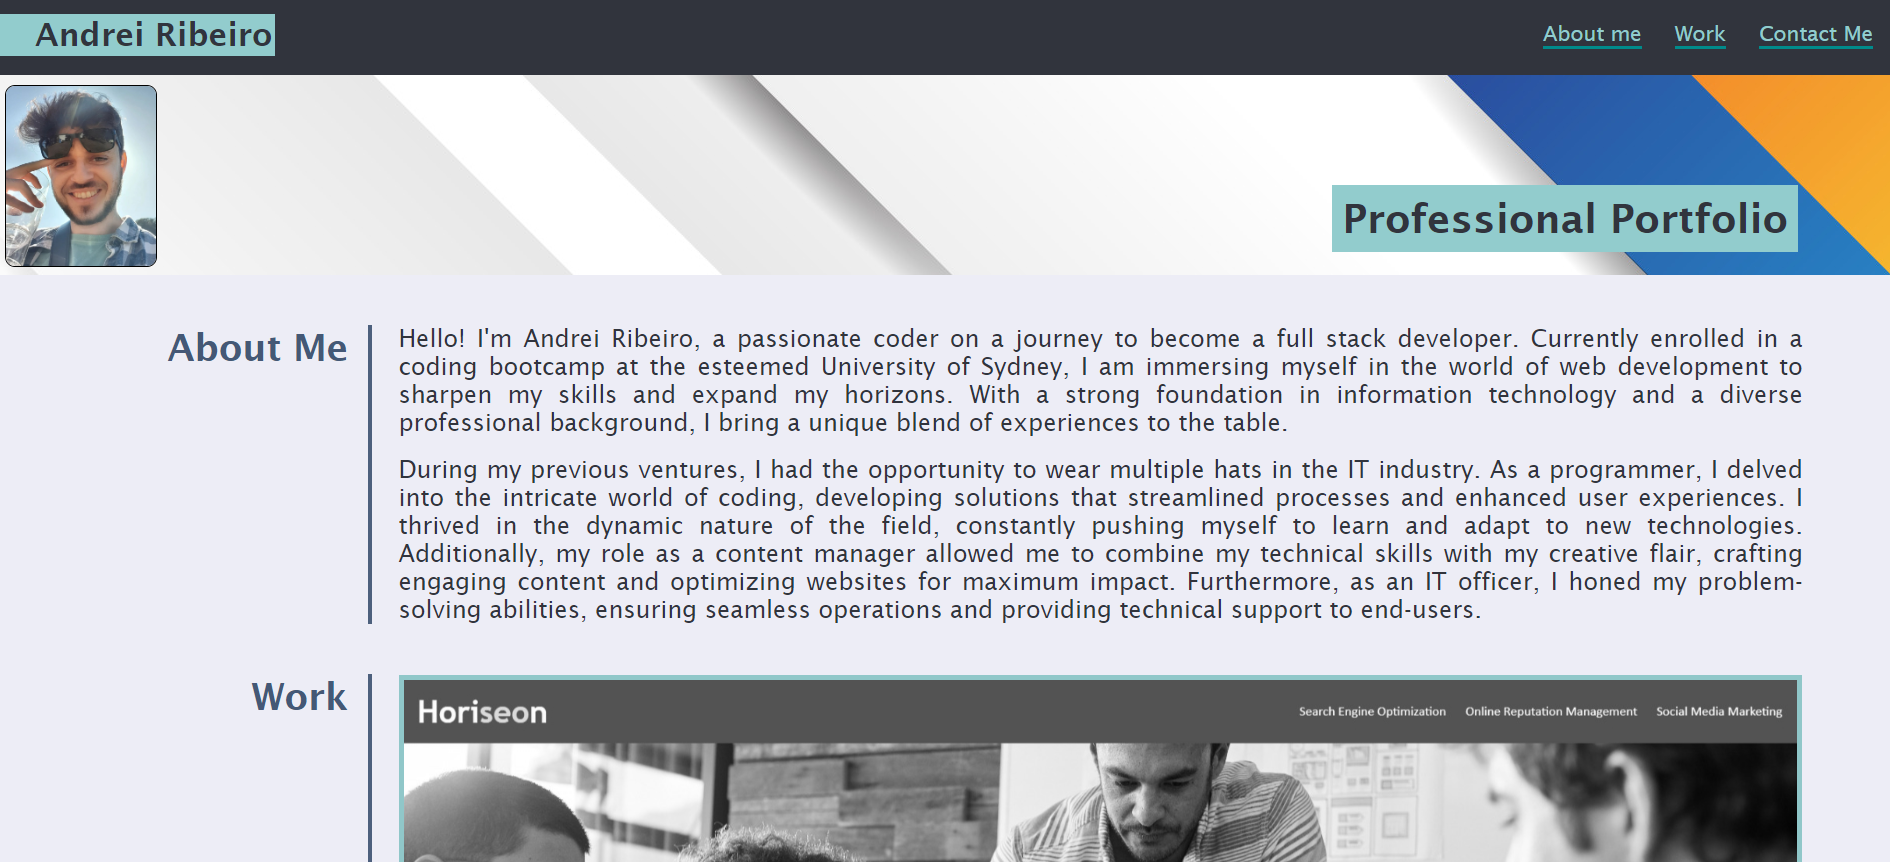 Andrei Ribeiro
About me Work Contact Me
Professional Portfolio
About Me
Hello! I'm Andrei Ribeiro, a passionate coder on a journey to become a full stack developer. Currently enrolled in a
coding bootcamp at the esteemed University of Sydney, I am immersing myself in the world of web development to
sharpen my skills and expand my horizons. With a strong foundation in information technology and a diverse
professional background, I bring a unique blend of experiences to the table.
During my previous ventures, I had the opportunity to wear multiple hats in the IT industry. As a programmer, I delved
into the intricate world of coding, developing solutions that streamlined processes and enhanced user experiences. I
thrived in the dynamic nature of the field, constantly pushing myself to learn and adapt to new technologies.
Additionally, my role as a content manager allowed me to combine my technical skills with my creative flair, crafting
engaging content and optimizing websites for maximum impact. Furthermore, as an IT officer, I honed my problem-
solving abilities, ensuring seamless operations and providing technical support to end-users.
Work
Horiseon
Search Engine Optimization Online Reputation Management Social Media Marketing